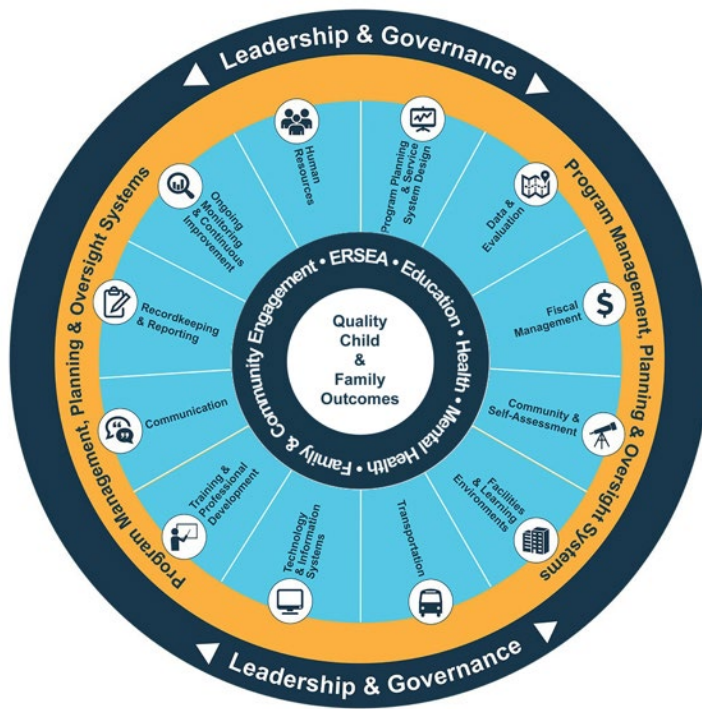 Leadership & Governance
Program Management, Planning & Oversight Systems
Program Management, Planning & Oversight Systems
Human
Resources
Program Planning
& Service
System Design
Data &
Evaluation
Fiscal
Management
Community &
Self-Assessment
Facilities
& Learning
Environments
Transportation
Technology
& Information
Systems
Training &
Professional
Development
Communication
Recordkeeping
& Reporting
Ongoing
Monitoring
& Continuous
Improvement
Family & Community Engagement • ERSEA • Education • Health • Mental Health •
Quality
Child
&
Family
Outcomes
$
Leadership & Governance